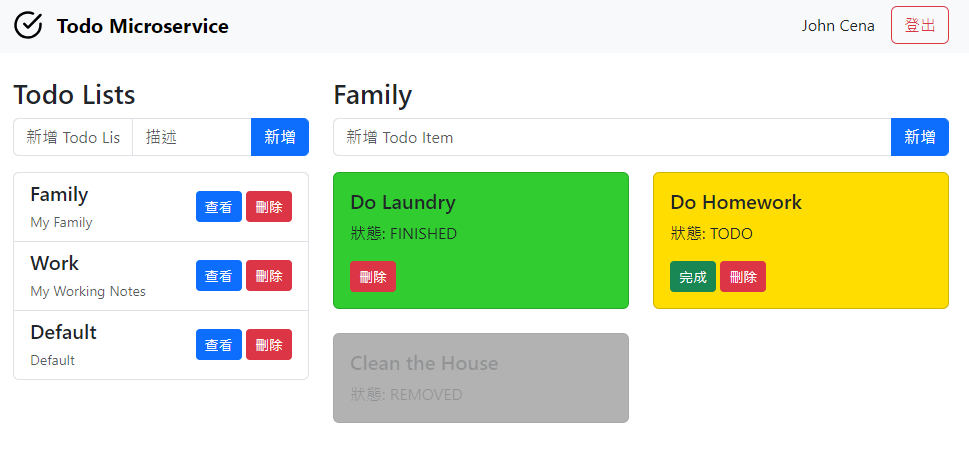 Todo Microservice
John Cena
登出
Todo Lists
新增 Todo Lis
描述
新增
Family
My Family
查看
刪除
Work
My Working Notes
查看
刪除
Default
Default
查看
刪除
Family
新增 Todo Item
新增
Do Laundry
狀態: FINISHED
刪除
Do Homework
狀態: TODO
完成
刪除
Clean the House
狀態: REMOVED